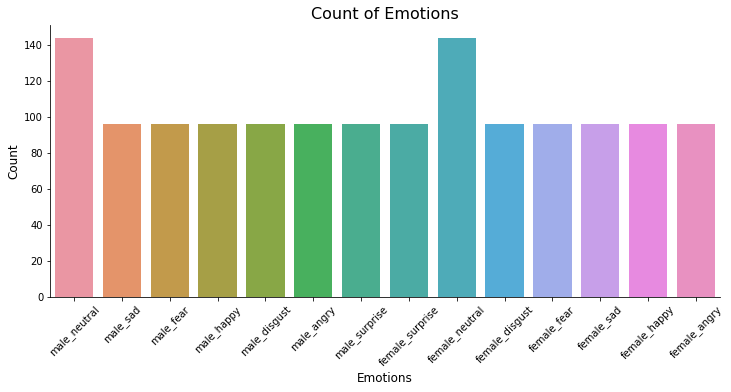 Count of Emotions
140
120
100
80
60
40
20
0
Count
male_neutral
male_sad
male_fear
male_happy
male_disgust
male_angry
male_surprise
female_surprise
female_neutral
female_disgust
female_fear
female_sad
female_happy
female_angry
Emotions